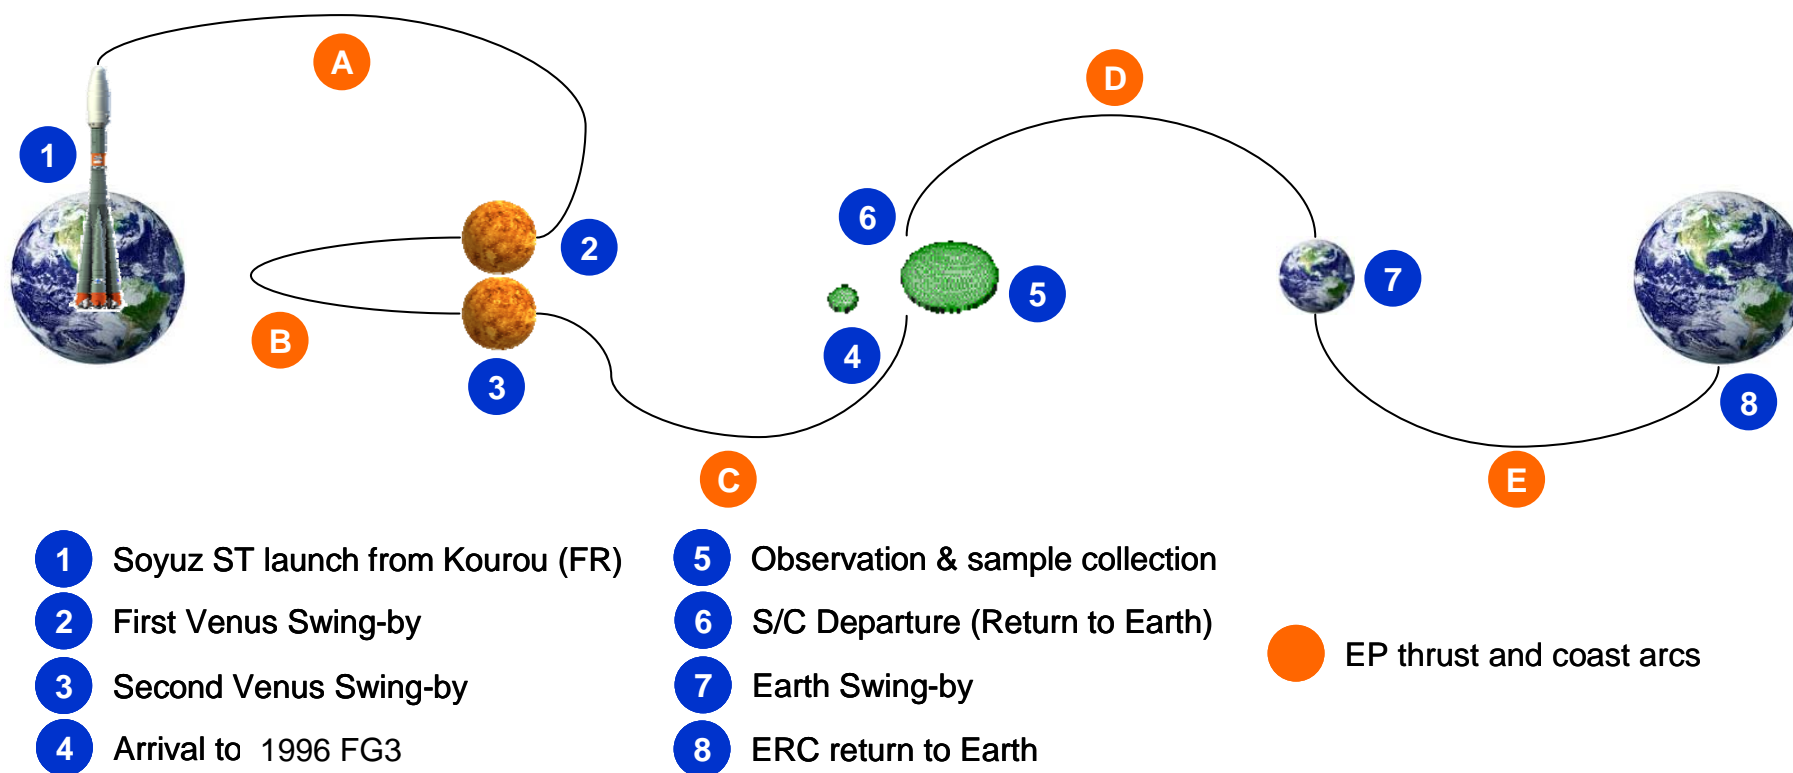 A
D
1
6
2
7
5
B
4
3
8
C
E
1 Soyuz ST launch from Kourou (FR)
2 First Venus Swing-by
3 Second Venus Swing-by
4 Arrival to 1996 FG3
5 Observation & sample collection
6 S/C Departure (Return to Earth)
7 Earth Swing-by
8 ERC return to Earth
EP thrust and coast arcs